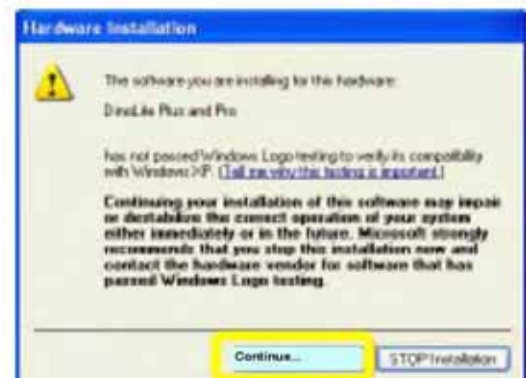 Hardware Installation
The software you are installing for this hardware:
DinoLite Plus and Pro
has not passed Windows Logo testing to verify its compatibility
with Windows XP. (Tell me why this testing is important.)
Continuing your installation of this software may impair
or destabilize the correct operation of your system
either immediately or in the future. Microsoft strongly
recommends that you stop this installation now and
contact the hardware vendor for software that has
passed Windows Logo testing.
Continue...
STOP Installation